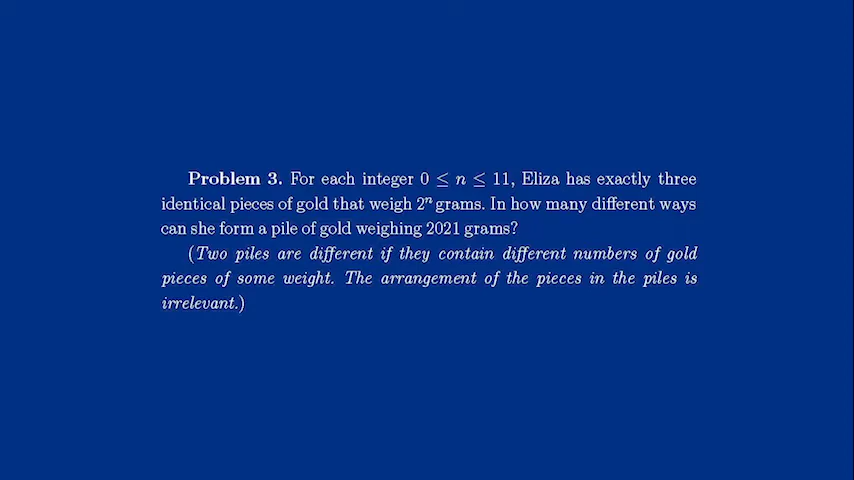 Problem 3. For each integer 0 ≤ n ≤ 11, Eliza has exactly three
identical pieces of gold that weigh 2ⁿ grams. In how many different ways
can she form a pile of gold weighing 2021 grams?
(Two piles are different if they contain different numbers of gold
pieces of some weight. The arrangement of the pieces in the piles is
irrelevant.)